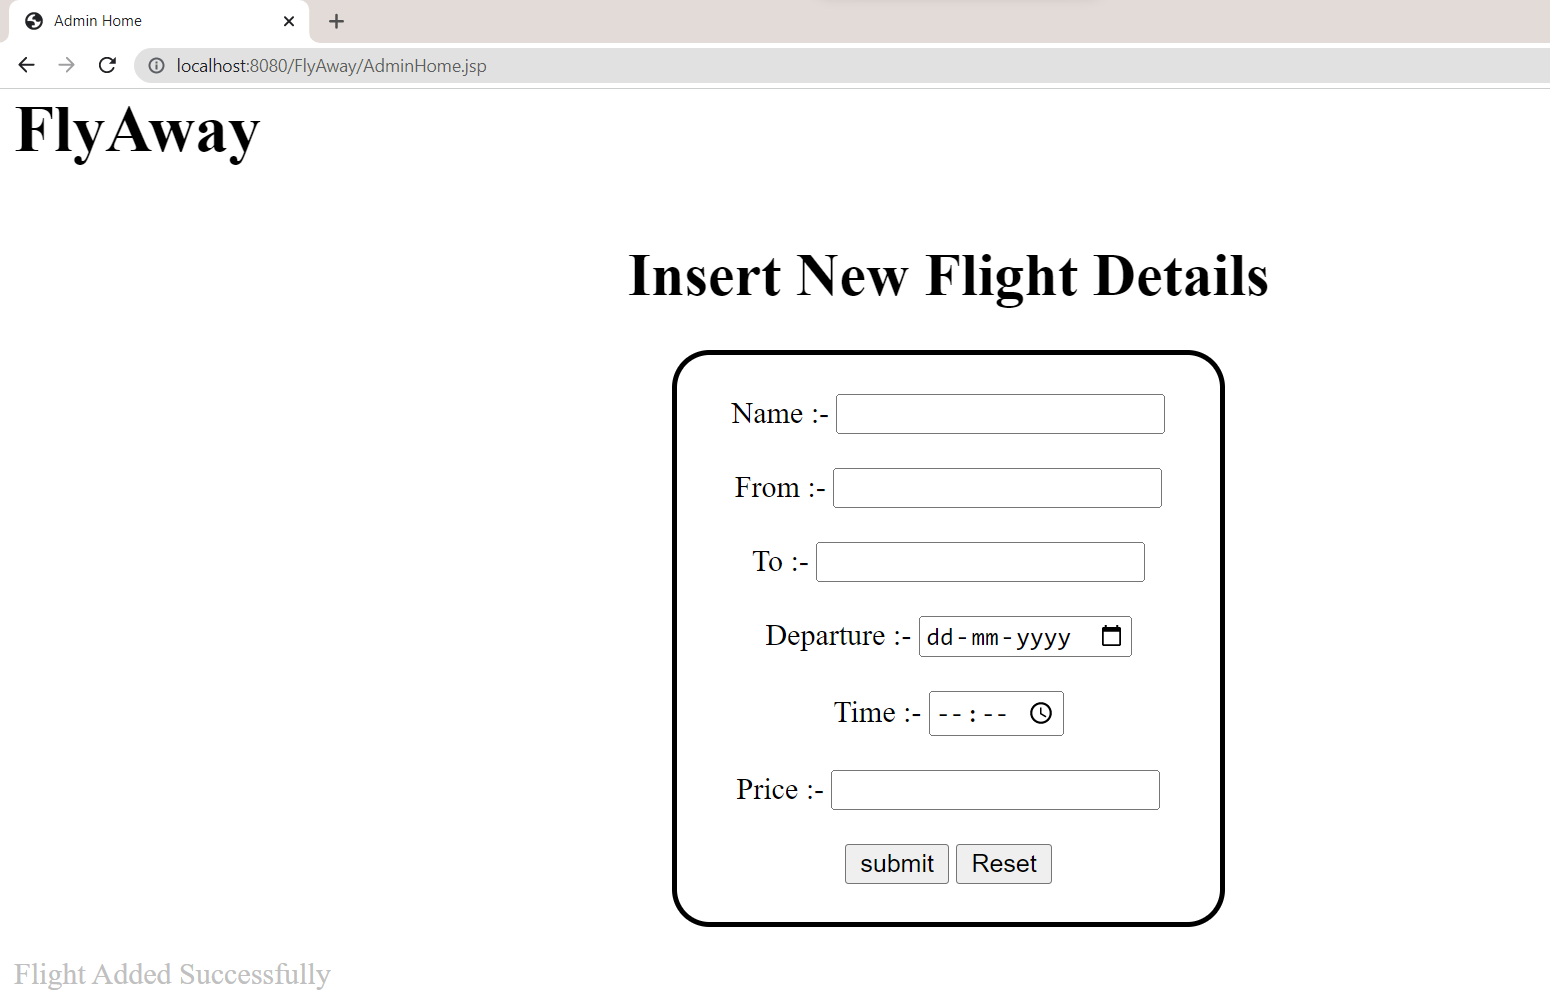 Admin Home
localhost:8080/FlyAway/AdminHome.jsp
FlyAway
Insert New Flight Details
Name :-
From :-
To :-
Departure :- dd-mm-yyyy
Time :- --:--
Price :-
submit Reset
Flight Added Successfully